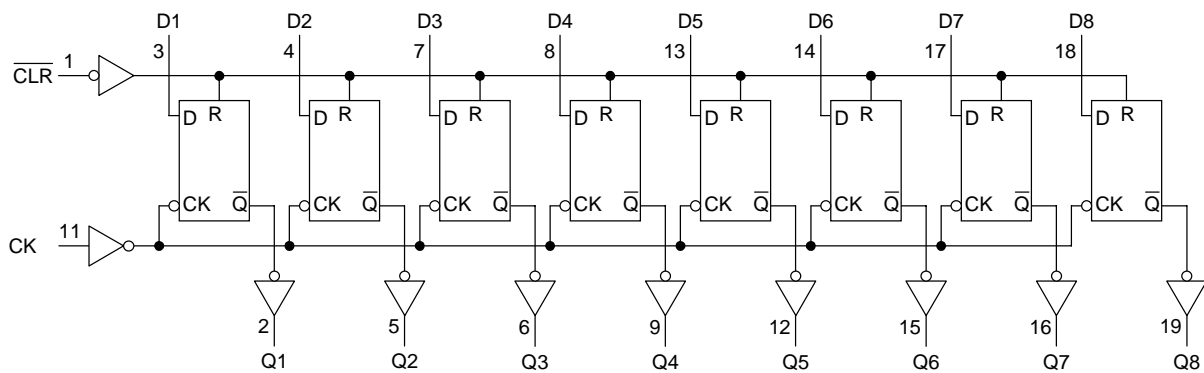 D1 D2 D3 D4 D5 D6 D7 D8
3 4 7 8 13 14 17 18
C̅L̅R̅ 1
D R D R D R D R D R D R D R D R
CK Q̅ CK Q̅ CK Q̅ CK Q̅ CK Q̅ CK Q̅ CK Q̅ CK Q̅
CK 11
2 5 6 9 12 15 16 19
Q1 Q2 Q3 Q4 Q5 Q6 Q7 Q8